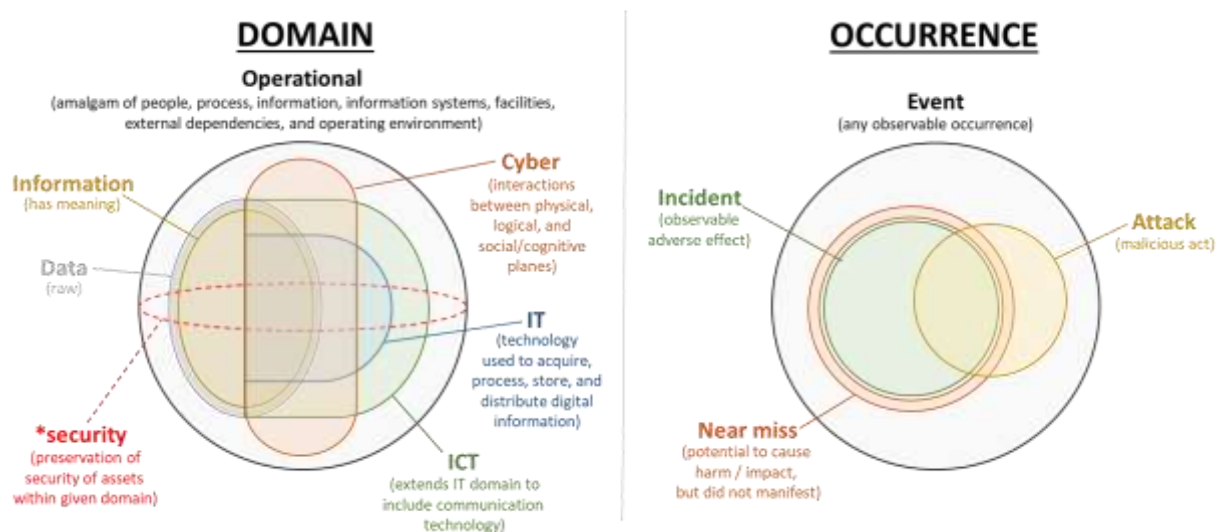 DOMAIN
Operational
(amalgam of people, process, information, information systems, facilities,
external dependencies, and operating environment)
Information
(has meaning)
Data
(raw)
*security
(preservation of
security of assets
within given domain)
Cyber
(interactions
between physical,
logical, and
social/cognitive
planes)
IT
(technology
used to acquire,
process, store, and
distribute digital
information)
ICT
(extends IT domain to
include communication
technology)
OCCURRENCE
Event
(any observable occurrence)
Incident
(observable
adverse effect)
Attack
(malicious act)
Near miss
(potential to cause
harm / impact,
but did not manifest)